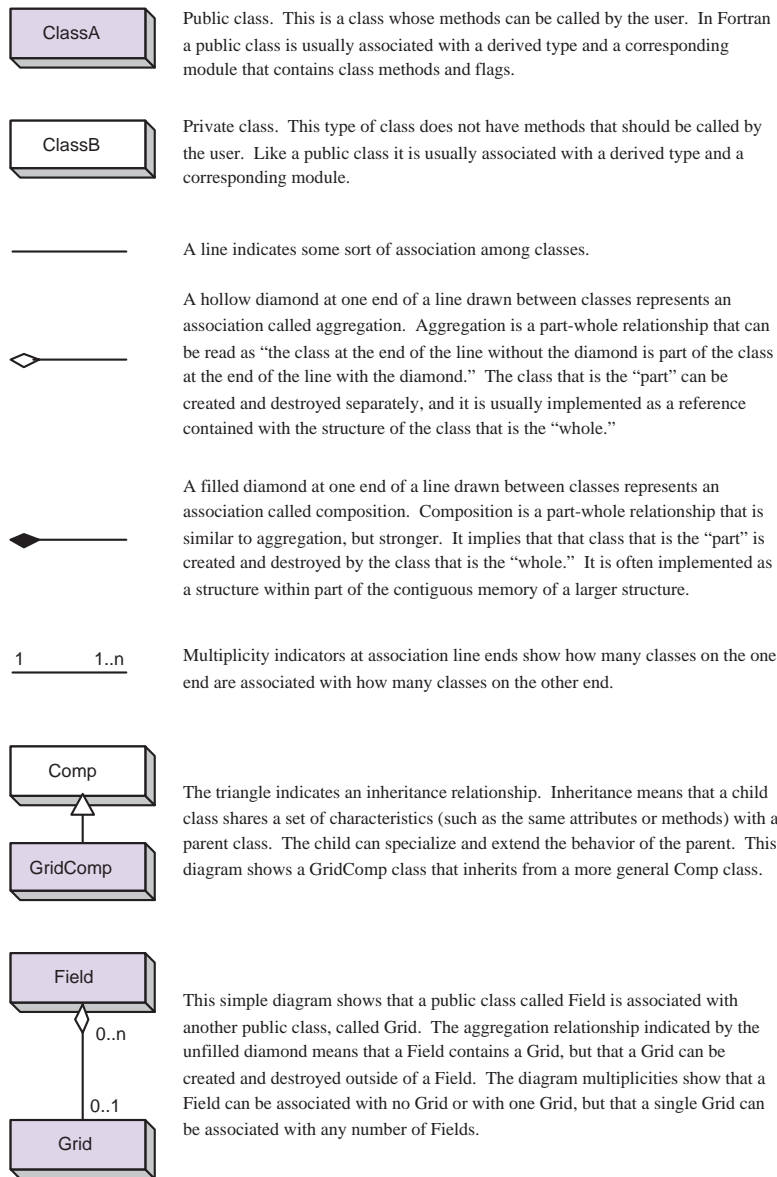 ClassA
Public class. This is a class whose methods can be called by the user. In Fortran
a public class is usually associated with a derived type and a corresponding
module that contains class methods and flags.
ClassB
Private class. This type of class does not have methods that should be called by
the user. Like a public class it is usually associated with a derived type and a
corresponding module.
A line indicates some sort of association among classes.
A hollow diamond at one end of a line drawn between classes represents an
association called aggregation. Aggregation is a part-whole relationship that can
be read as “the class at the end of the line without the diamond is part of the class
at the end of the line with the diamond.” The class that is the “part” can be
created and destroyed separately, and it is usually implemented as a reference
contained with the structure of the class that is the “whole.”
A filled diamond at one end of a line drawn between classes represents an
association called composition. Composition is a part-whole relationship that is
similar to aggregation, but stronger. It implies that that class that is the “part” is
created and destroyed by the class that is the “whole.” It is often implemented as
a structure within part of the contiguous memory of a larger structure.
1 1..n
Multiplicity indicators at association line ends show how many classes on the one
end are associated with how many classes on the other end.
Comp
GridComp
The triangle indicates an inheritance relationship. Inheritance means that a child
class shares a set of characteristics (such as the same attributes or methods) with a
parent class. The child can specialize and extend the behavior of the parent. This
diagram shows a GridComp class that inherits from a more general Comp class.
Field
0..n
0..1
Grid
This simple diagram shows that a public class called Field is associated with
another public class, called Grid. The aggregation relationship indicated by the
unfilled diamond means that a Field contains a Grid, but that a Grid can be
created and destroyed outside of a Field. The diagram multiplicities show that a
Field can be associated with no Grid or with one Grid, but that a single Grid can
be associated with any number of Fields.